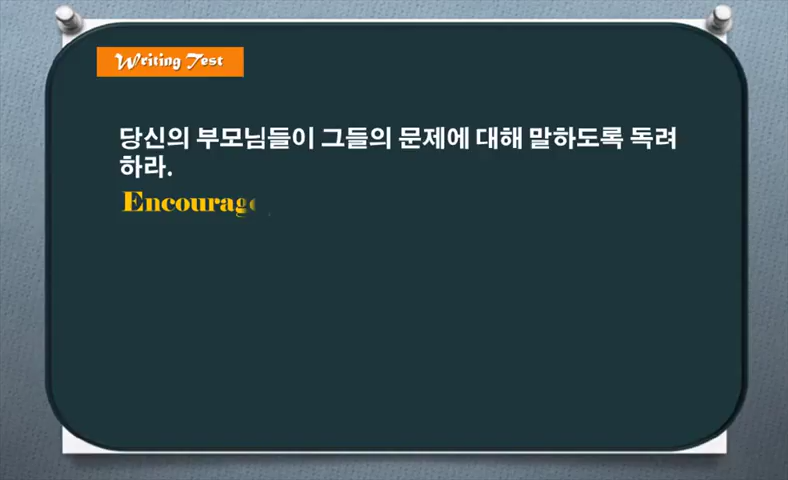 Writing Test
당신의 부모님들이 그들의 문제에 대해 말하도록 독려
하라.
Encourage